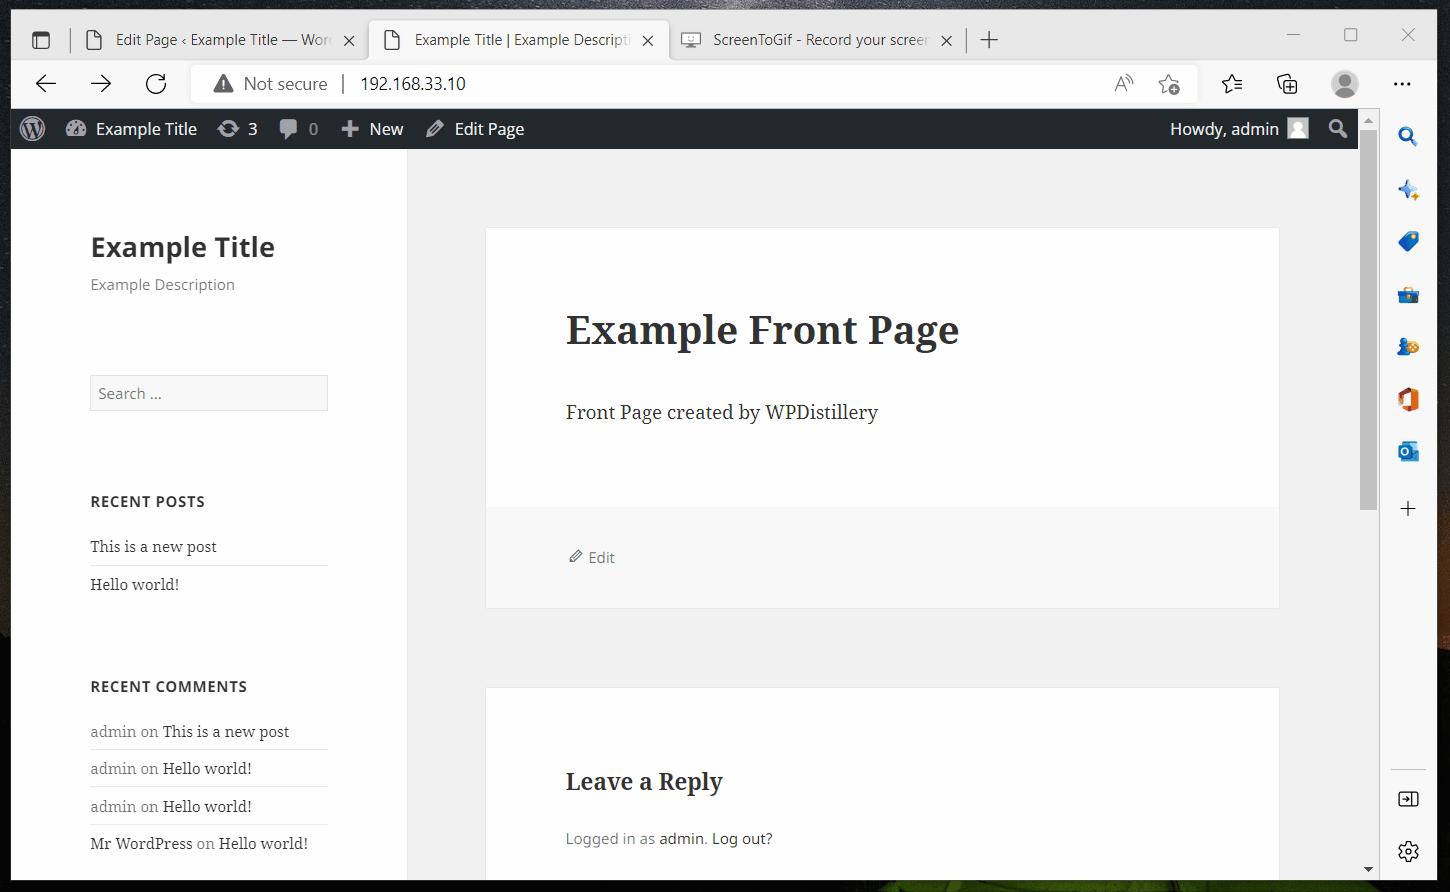 Edit Page ‹ Example Title — Wor
Example Title | Example Descripti
ScreenToGif - Record your screen
Not secure
192.168.33.10
Example Title
3
0
New
Edit Page
Howdy, admin
Example Title
Example Description
Search ...
RECENT POSTS
This is a new post
Hello world!
RECENT COMMENTS
admin on This is a new post
admin on Hello world!
admin on Hello world!
Mr WordPress on Hello world!
Example Front Page
Front Page created by WPDistillery
Edit
Leave a Reply
Logged in as admin. Log out?